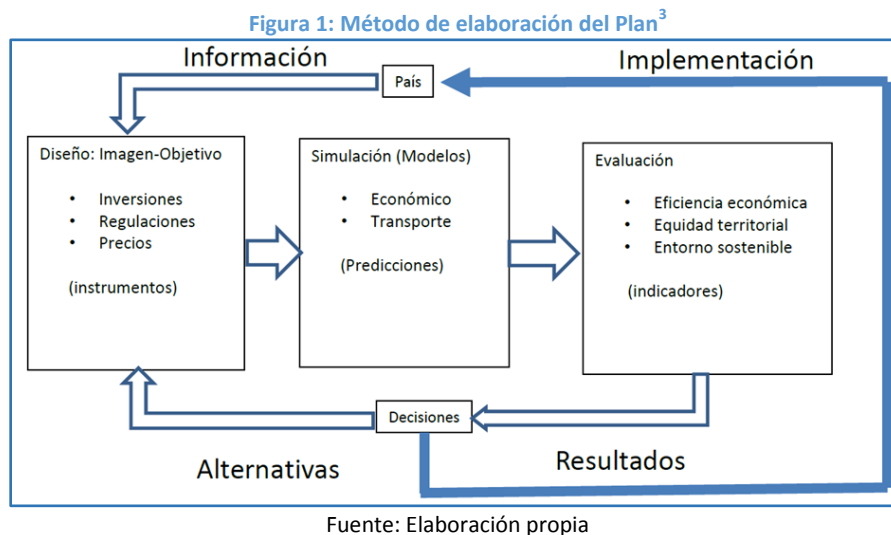 Figura 1: Método de elaboración del Plan³
Información
Implementación
País
Diseño: Imagen-Objetivo
• Inversiones
• Regulaciones
• Precios
(instrumentos)
Simulación (Modelos)
• Económico
• Transporte
(Predicciones)
Evaluación
• Eficiencia económica
• Equidad territorial
• Entorno sostenible
(indicadores)
Decisiones
Alternativas
Resultados
Fuente: Elaboración propia